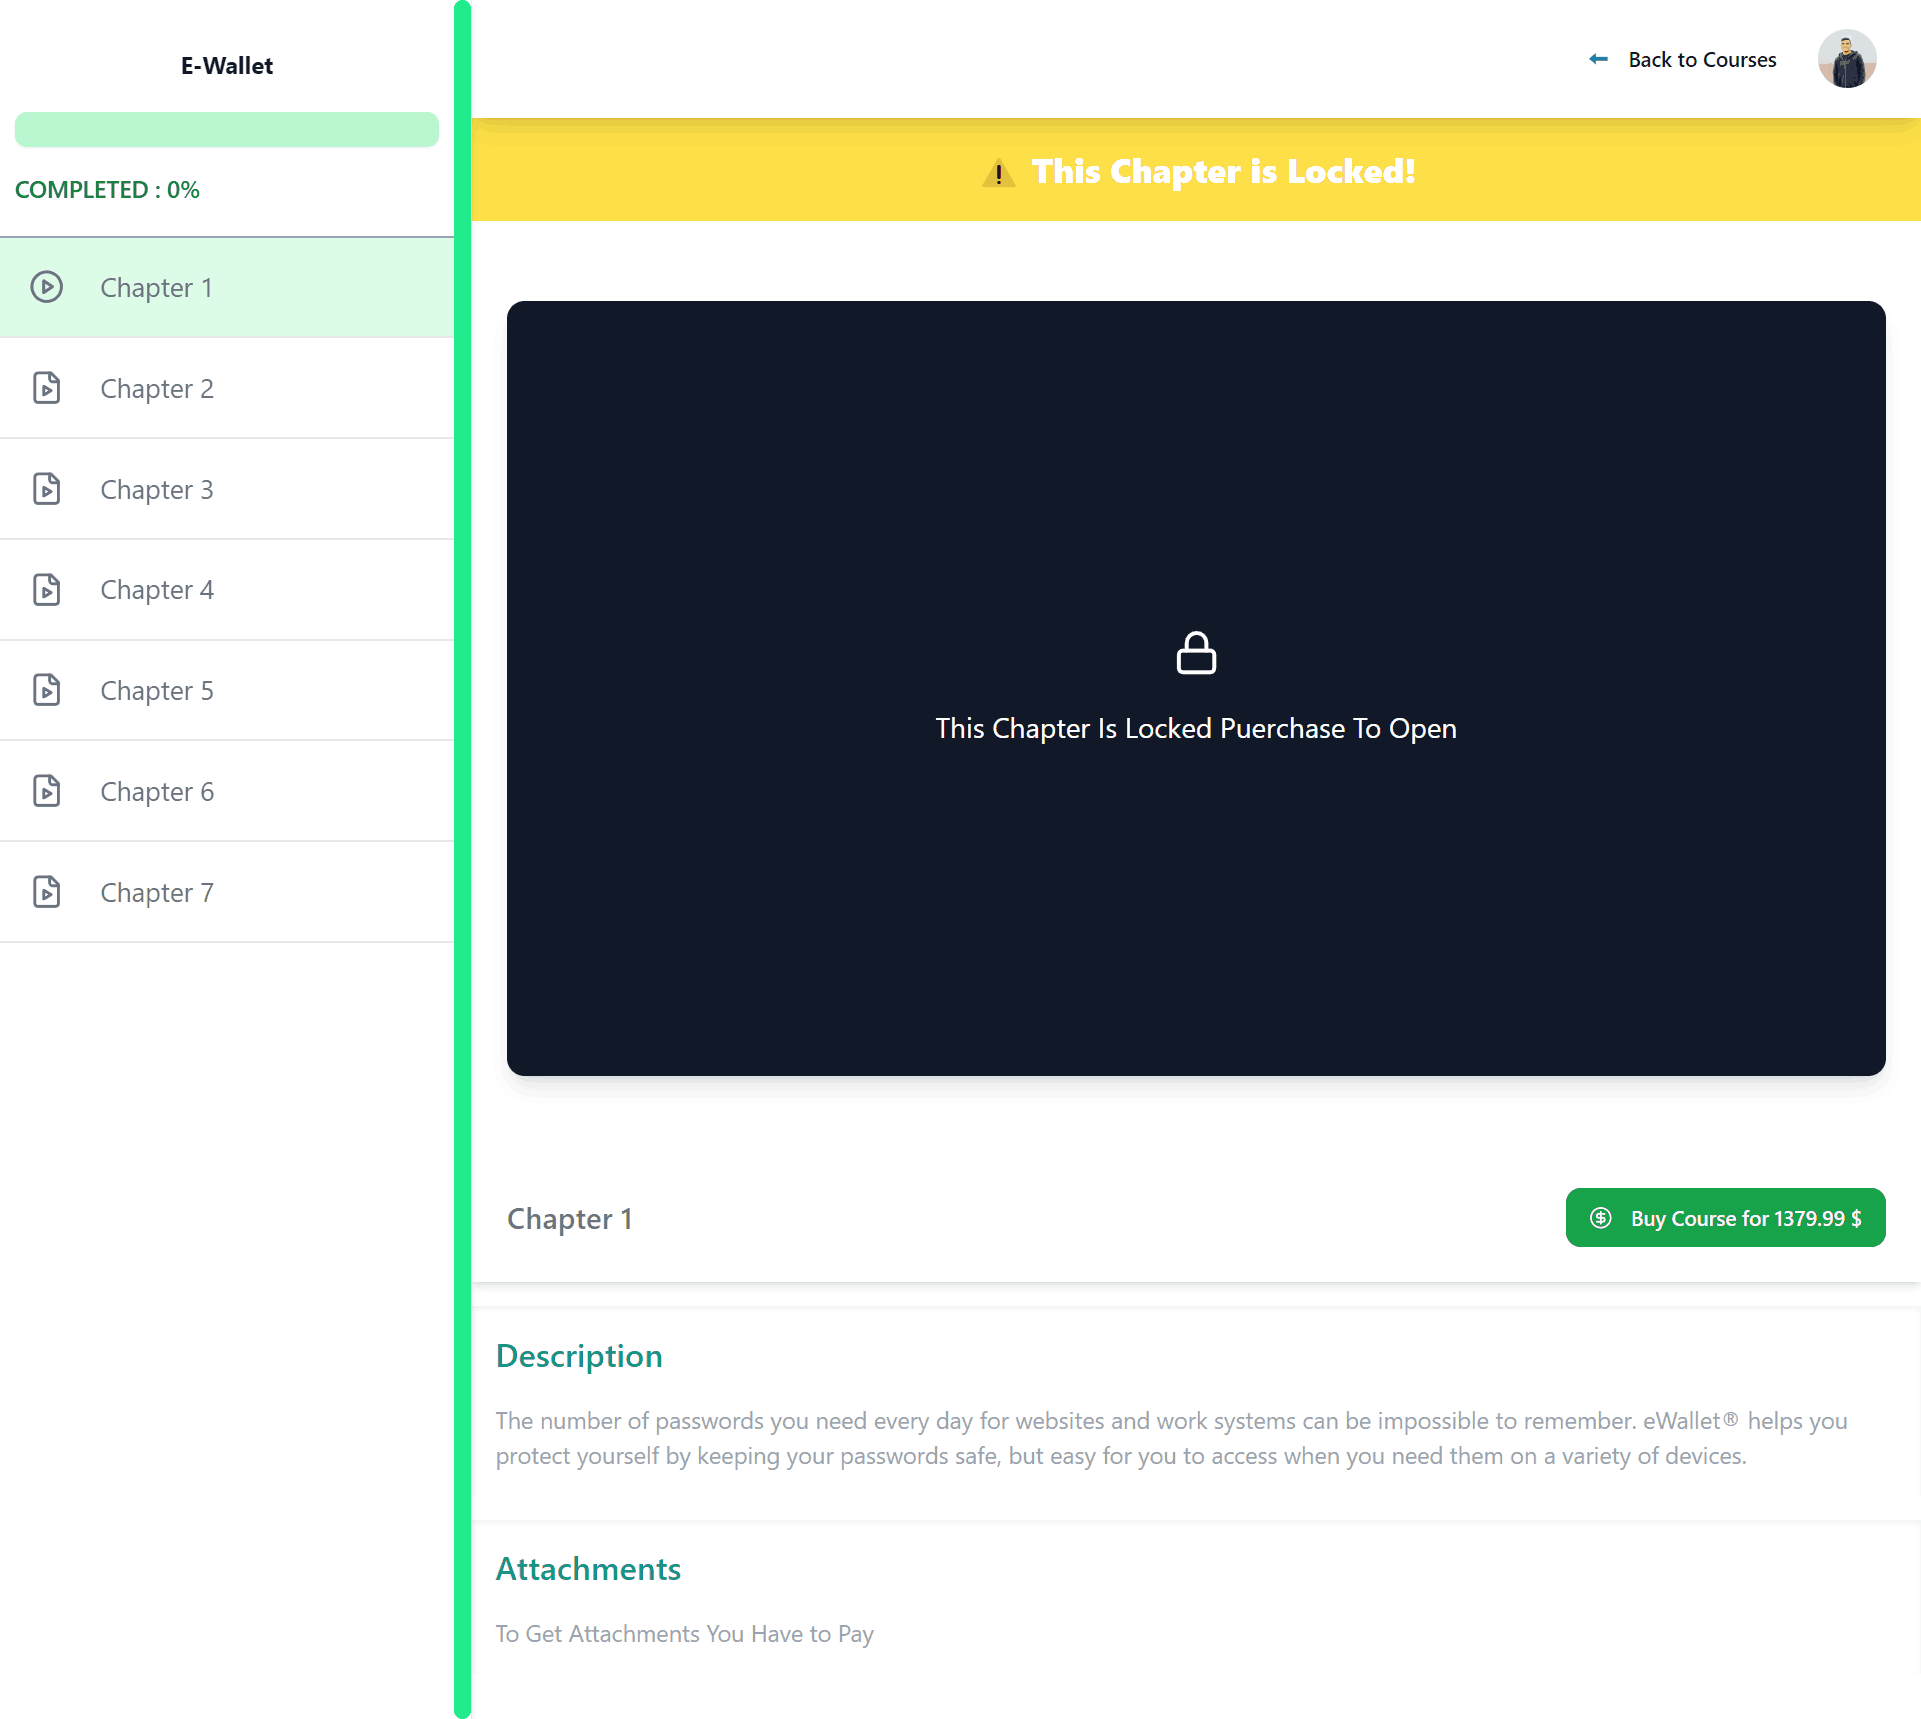 E-Wallet
COMPLETED : 0%
Chapter 1
Chapter 2
Chapter 3
Chapter 4
Chapter 5
Chapter 6
Chapter 7
Back to Courses
This Chapter is Locked!
This Chapter Is Locked Puerchase To Open
Chapter 1
Buy Course for 1379.99 $
Description
The number of passwords you need every day for websites and work systems can be impossible to remember. eWallet® helps you
protect yourself by keeping your passwords safe, but easy for you to access when you need them on a variety of devices.
Attachments
To Get Attachments You Have to Pay